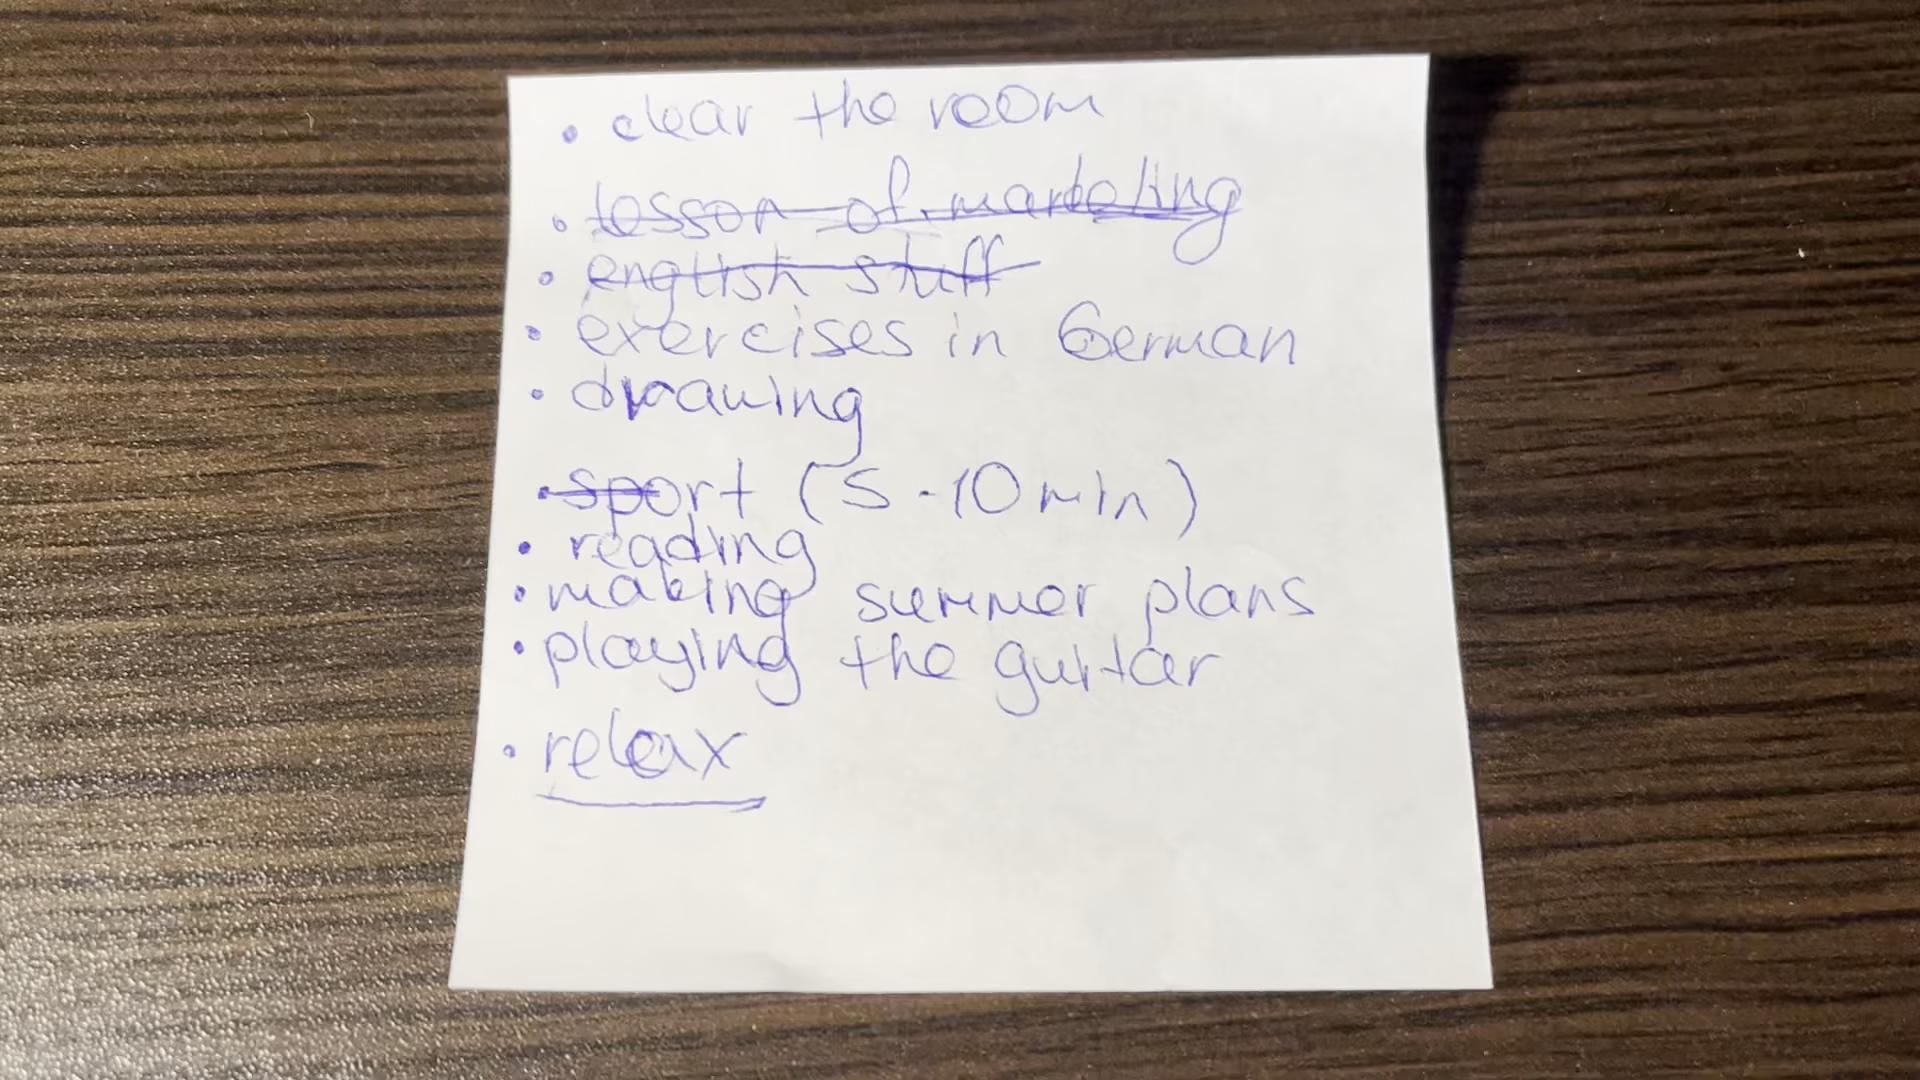 • clear the room
• lesson of marketing
• english stuff
• exercises in German
• drawing
• sport (5-10 min)
• reading
• making summer plans
• playing the guitar
• relax